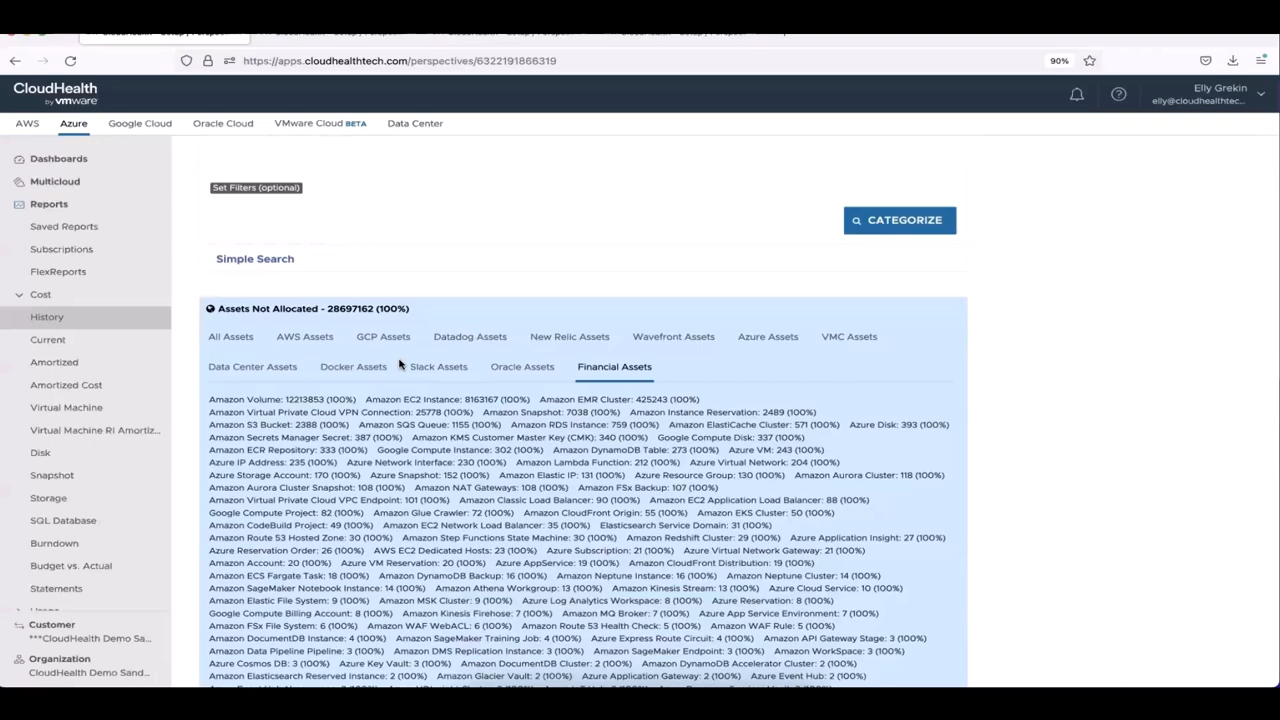 https://apps.cloudhealthtech.com/perspectives/6322191866319
90%
CloudHealth
by vmware
Elly Grekin
elly@cloudhealthtec...
AWS Azure Google Cloud Oracle Cloud VMware Cloud BETA Data Center
Dashboards
Multicloud
Reports
Saved Reports
Subscriptions
FlexReports
Cost
History
Current
Amortized
Amortized Cost
Virtual Machine
Virtual Machine RI Amortiz...
Disk
Snapshot
Storage
SQL Database
Burndown
Budget vs. Actual
Statements
Customer
***CloudHealth Demo Sa...
Organization
CloudHealth Demo Sand...
Set Filters (optional)
CATEGORIZE
Simple Search
Assets Not Allocated - 28697162 (100%)
All Assets AWS Assets GCP Assets Datadog Assets New Relic Assets Wavefront Assets Azure Assets VMC Assets
Data Center Assets Docker Assets Slack Assets Oracle Assets Financial Assets
Amazon Volume: 12213853 (100%) Amazon EC2 Instance: 8163167 (100%) Amazon EMR Cluster: 425243 (100%)
Amazon Virtual Private Cloud VPN Connection: 25778 (100%) Amazon Snapshot: 7038 (100%) Amazon Instance Reservation: 2489 (100%)
Amazon S3 Bucket: 2388 (100%) Amazon SQS Queue: 1155 (100%) Amazon RDS Instance: 759 (100%) Amazon ElastiCache Cluster: 571 (100%) Azure Disk: 393 (100%)
Amazon Secrets Manager Secret: 387 (100%) Amazon KMS Customer Master Key (CMK): 340 (100%) Google Compute Disk: 337 (100%)
Amazon ECR Repository: 333 (100%) Google Compute Instance: 302 (100%) Amazon DynamoDB Table: 273 (100%) Azure VM: 243 (100%)
Azure IP Address: 235 (100%) Azure Network Interface: 230 (100%) Amazon Lambda Function: 212 (100%) Azure Virtual Network: 204 (100%)
Azure Storage Account: 170 (100%) Azure Snapshot: 152 (100%) Amazon Elastic IP: 131 (100%) Azure Resource Group: 130 (100%) Amazon Aurora Cluster: 118 (100%)
Amazon Aurora Cluster Snapshot: 108 (100%) Amazon NAT Gateways: 108 (100%) Amazon FSx Backup: 107 (100%)
Amazon Virtual Private Cloud VPC Endpoint: 101 (100%) Amazon Classic Load Balancer: 90 (100%) Amazon EC2 Application Load Balancer: 88 (100%)
Google Compute Project: 82 (100%) Amazon Glue Crawler: 72 (100%) Amazon CloudFront Origin: 55 (100%) Amazon EKS Cluster: 50 (100%)
Amazon CodeBuild Project: 49 (100%) Amazon EC2 Network Load Balancer: 35 (100%) Elasticsearch Service Domain: 31 (100%)
Amazon Route 53 Hosted Zone: 30 (100%) Amazon Step Functions State Machine: 30 (100%) Amazon Redshift Cluster: 29 (100%) Azure Application Insight: 27 (100%)
Azure Reservation Order: 26 (100%) AWS EC2 Dedicated Hosts: 23 (100%) Azure Subscription: 21 (100%) Azure Virtual Network Gateway: 21 (100%)
Amazon Account: 20 (100%) Azure VM Reservation: 20 (100%) Azure AppService: 19 (100%) Amazon CloudFront Distribution: 19 (100%)
Amazon ECS Fargate Task: 18 (100%) Amazon DynamoDB Backup: 16 (100%) Amazon Neptune Instance: 16 (100%) Amazon Neptune Cluster: 14 (100%)
Amazon SageMaker Notebook Instance: 14 (100%) Amazon Athena Workgroup: 13 (100%) Amazon Kinesis Stream: 13 (100%) Azure Cloud Service: 10 (100%)
Amazon Elastic File System: 9 (100%) Amazon MSK Cluster: 9 (100%) Azure Log Analytics Workspace: 8 (100%) Azure Reservation: 8 (100%)
Google Compute Billing Account: 8 (100%) Amazon Kinesis Firehose: 7 (100%) Amazon MQ Broker: 7 (100%) Azure App Service Environment: 7 (100%)
Amazon FSx File System: 6 (100%) Amazon WAF WebACL: 6 (100%) Amazon Route 53 Health Check: 5 (100%) Amazon WAF Rule: 5 (100%)
Amazon DocumentDB Instance: 4 (100%) Amazon SageMaker Training Job: 4 (100%) Azure Express Route Circuit: 4 (100%) Amazon API Gateway Stage: 3 (100%)
Amazon Data Pipeline Pipeline: 3 (100%) Amazon DMS Replication Instance: 3 (100%) Amazon SageMaker Endpoint: 3 (100%) Amazon WorkSpace: 3 (100%)
Azure Cosmos DB: 3 (100%) Azure Key Vault: 3 (100%) Amazon DocumentDB Cluster: 2 (100%) Amazon DynamoDB Accelerator Cluster: 2 (100%)
Amazon Elasticsearch Reserved Instance: 2 (100%) Amazon Glacier Vault: 2 (100%) Azure Application Gateway: 2 (100%) Azure Event Hub: 2 (100%)